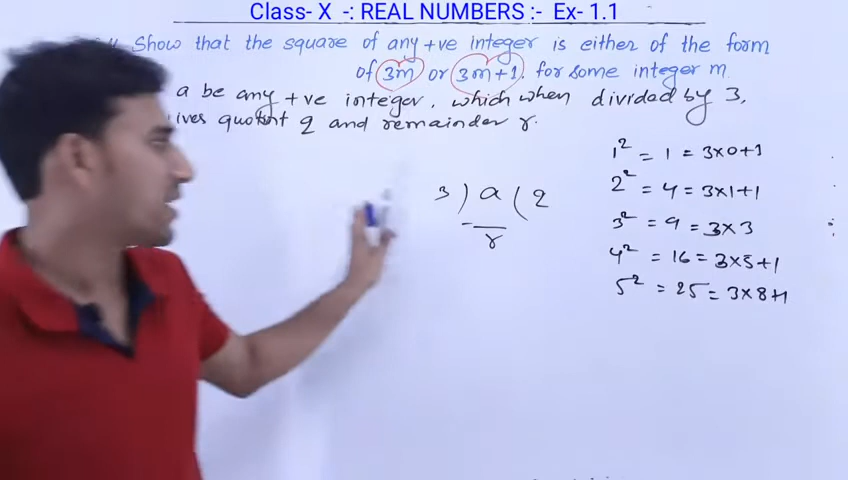 Class- X -: REAL NUMBERS :- Ex- 1.1
Show that the square of any +ve integer is either of the form
of 3m or 3m+1. for some integer m.
a be any +ve integer, which when divided by 3,
ives quotient q and remainder r.
3 ) a ( q
- r
1² = 1 = 3×0+1
2² = 4 = 3×1+1
3² = 9 = 3×3
4² = 16 = 3×5+1
5² = 25 = 3×8+1